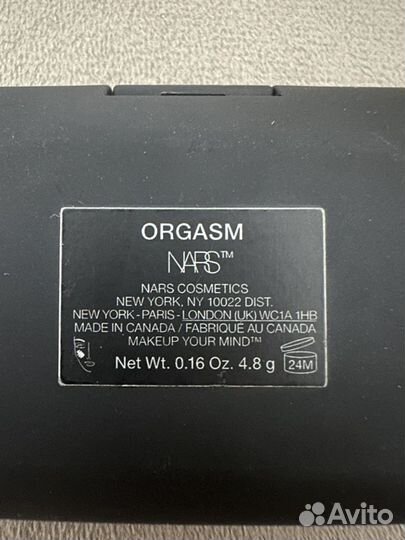 ORGASM
NARS™
NARS COSMETICS
NEW YORK, NY 10022 DIST.
NEW YORK - PARIS - LONDON (UK) WC1A 1HB
MADE IN CANADA / FABRIQUÉ AU CANADA
MAKEUP YOUR MIND™
Net Wt. 0.16 Oz. 4.8 g 24M
Avito